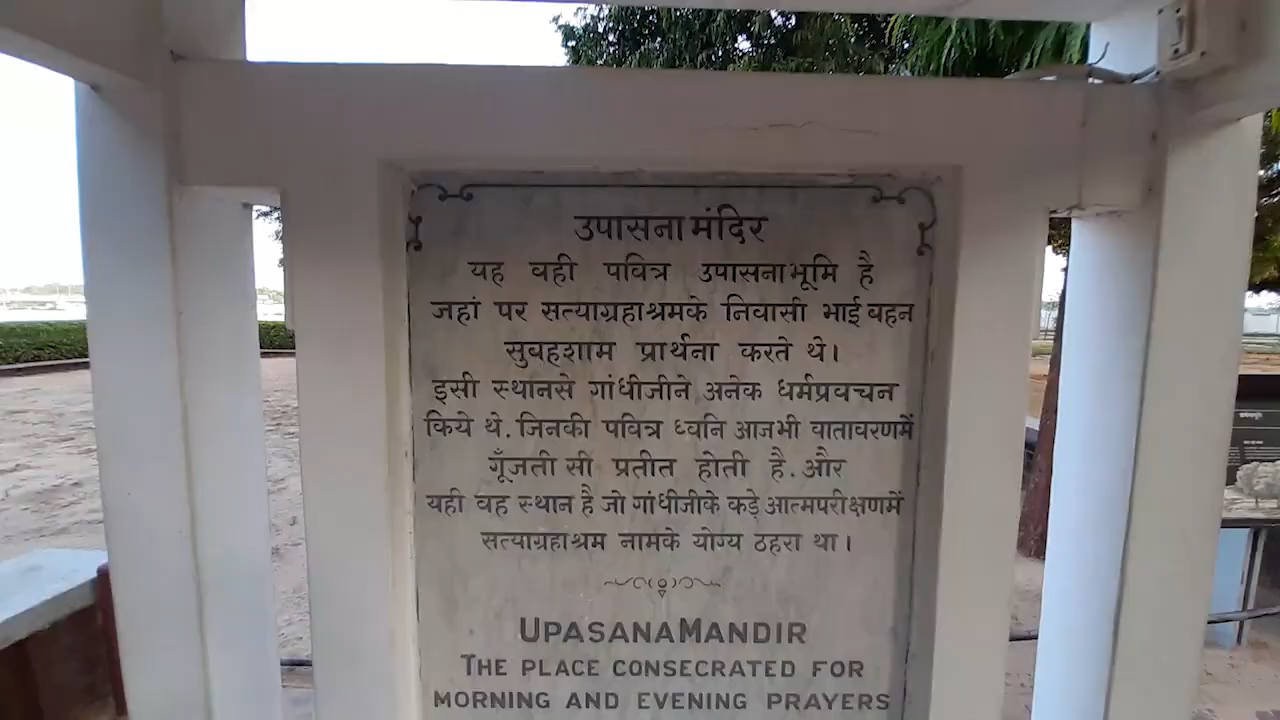 उपासना मंदिर
यह वही पवित्र उपासनाभूमि है
जहां पर सत्याग्रहाश्रमके निवासी भाई बहन
सुबहशाम प्रार्थना करते थे।
इसी स्थानसे गांधीजीने अनेक धर्मप्रवचन
किये थे. जिनकी पवित्र ध्वनि आजभी वातावरणमें
गूँजती सी प्रतीत होती है. और
यही वह स्थान है जो गांधीजीके कड़े आत्मपरीक्षणमें
सत्याग्रहाश्रम नामके योग्य ठहरा था।
UPASANA MANDIR
THE PLACE CONSECRATED FOR
MORNING AND EVENING PRAYERS